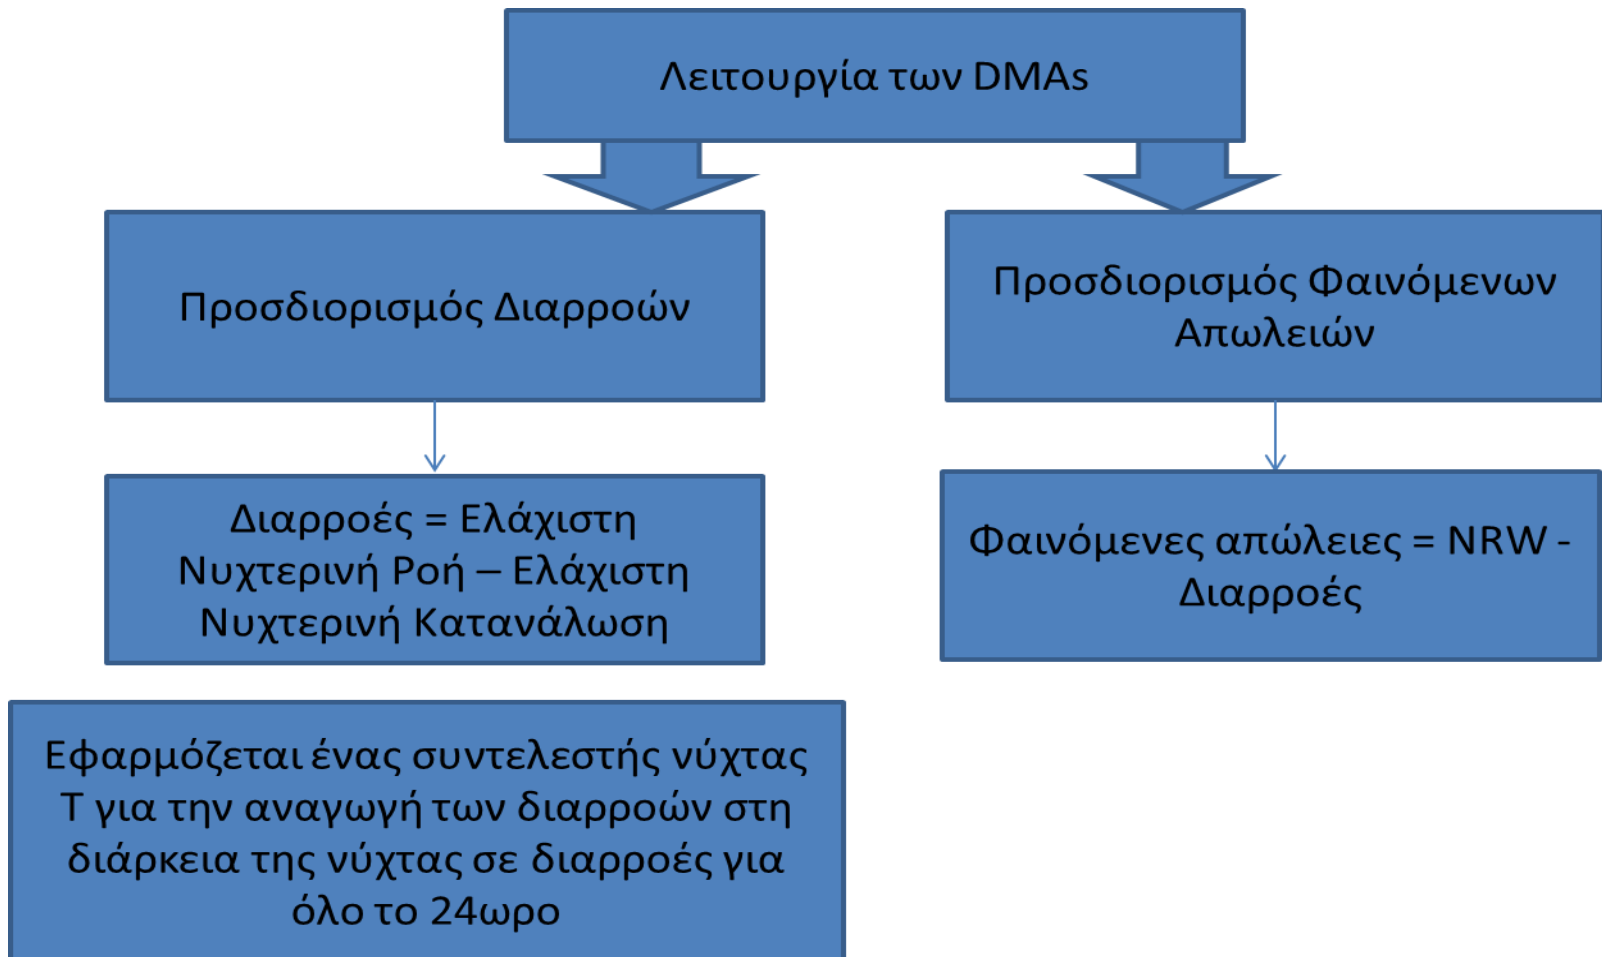 Λειτουργία των DMAs
Προσδιορισμός Διαρροών
Προσδιορισμός Φαινόμενων
Απωλειών
Διαρροές = Ελάχιστη
Νυχτερινή Ροή – Ελάχιστη
Νυχτερινή Κατανάλωση
Φαινόμενες απώλειες = NRW -
Διαρροές
Εφαρμόζεται ένας συντελεστής νύχτας
Τ για την αναγωγή των διαρροών στη
διάρκεια της νύχτας σε διαρροές για
όλο το 24ωρο